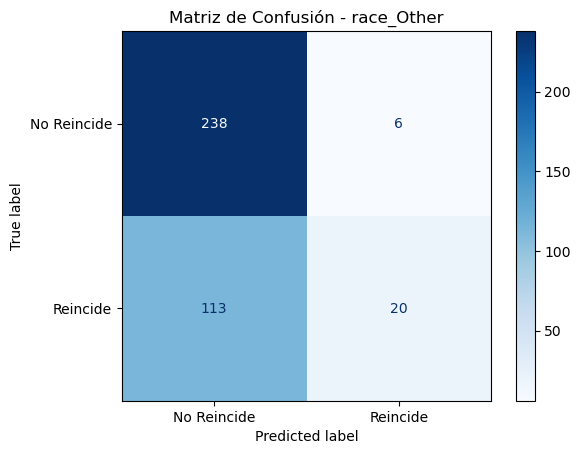 Matriz de Confusión - race_Other
True label
No Reincide
238
6
Reincide
113
20
No Reincide
Reincide
Predicted label
200
150
100
50